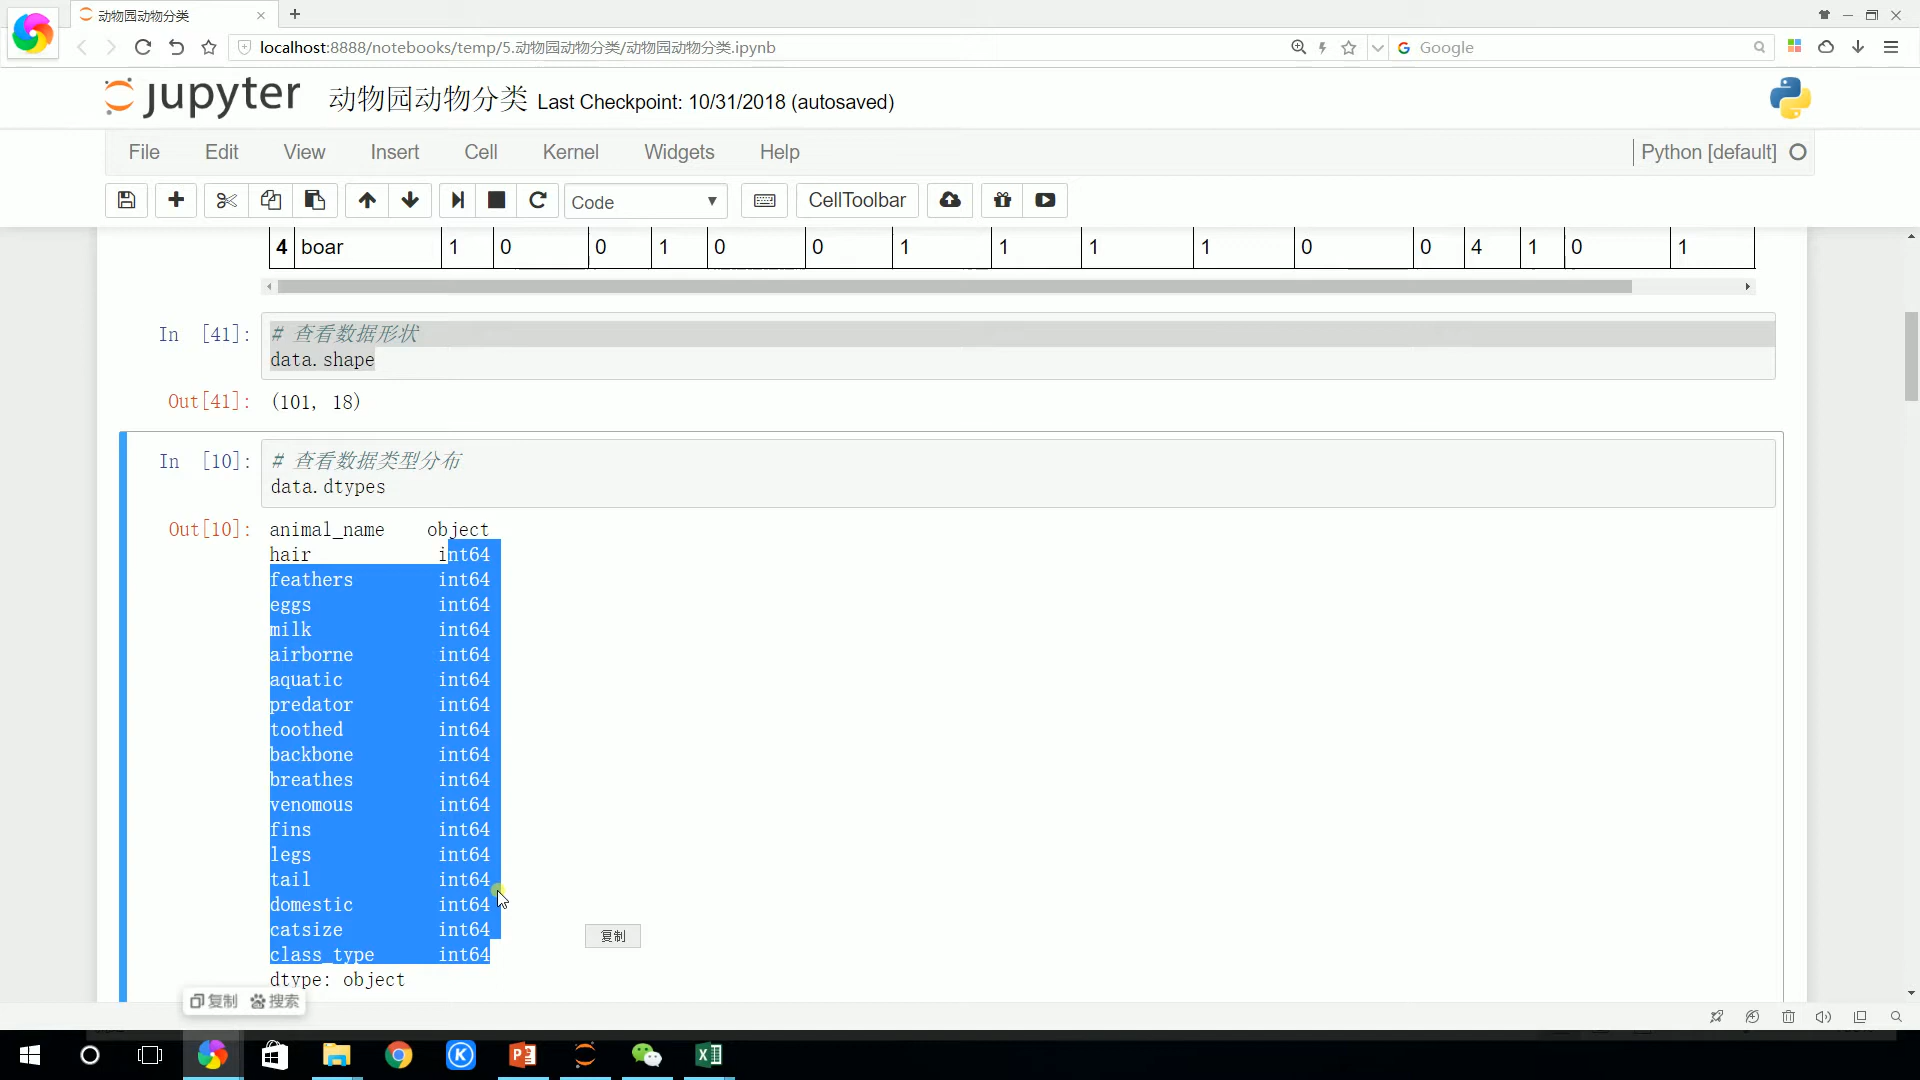 动物园动物分类
localhost:8888/notebooks/temp/5.动物园动物分类/动物园动物分类.ipynb
Google
jupyter 动物园动物分类 Last Checkpoint: 10/31/2018 (autosaved)
File Edit View Insert Cell Kernel Widgets Help Python [default]
Code CellToolbar
4 boar 1 0 0 1 0 0 1 1 1 1 0 0 4 1 0 1
In [41]: # 查看数据形状
data.shape
Out[41]: (101, 18)
In [10]: # 查看数据类型分布
data.dtypes
Out[10]: animal_name object
hair int64
feathers int64
eggs int64
milk int64
airborne int64
aquatic int64
predator int64
toothed int64
backbone int64
breathes int64
venomous int64
fins int64
legs int64
tail int64
domestic int64
catsize int64
复制
class_type int64
dtype: object
复制 搜索